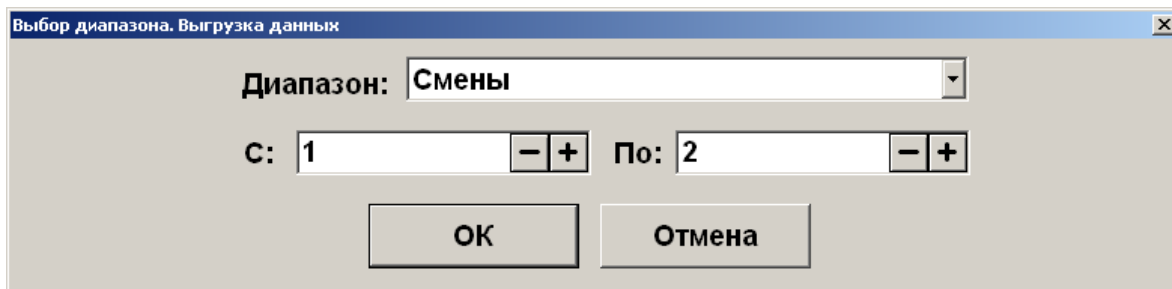 Выбор диапазона. Выгрузка данных
Диапазон: Смены
С: 1 По: 2
ОК Отмена